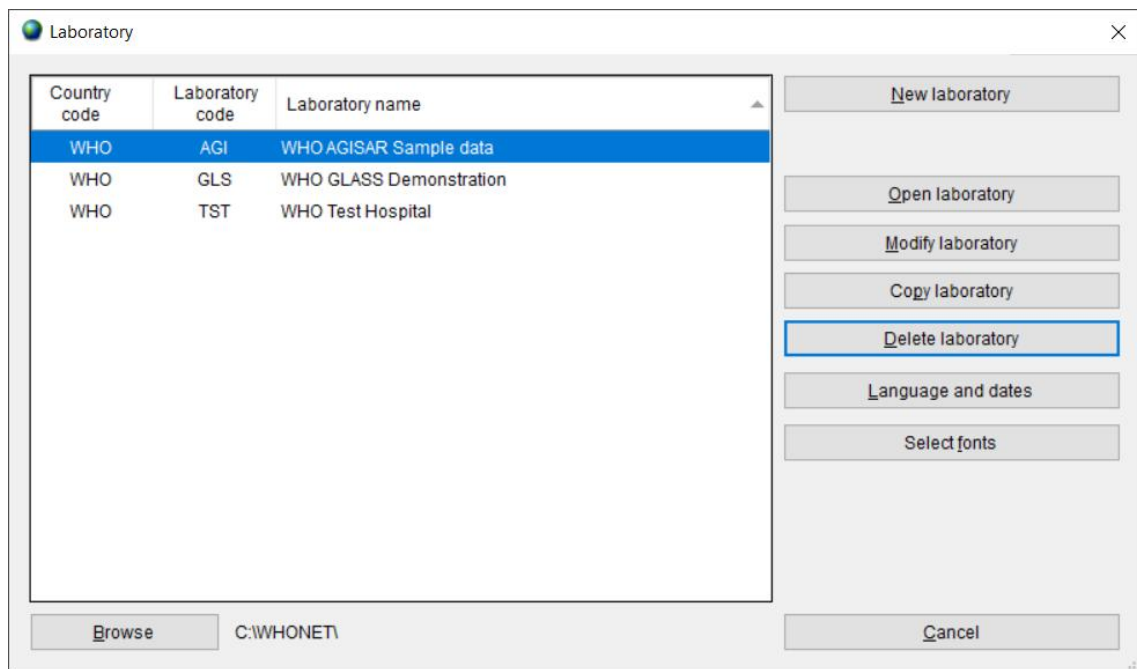 Laboratory
Country code
Laboratory code
Laboratory name
WHO AGI WHO AGISAR Sample data
WHO GLS WHO GLASS Demonstration
WHO TST WHO Test Hospital
New laboratory
Open laboratory
Modify laboratory
Copy laboratory
Delete laboratory
Language and dates
Select fonts
Browse
C:\WHONET\
Cancel